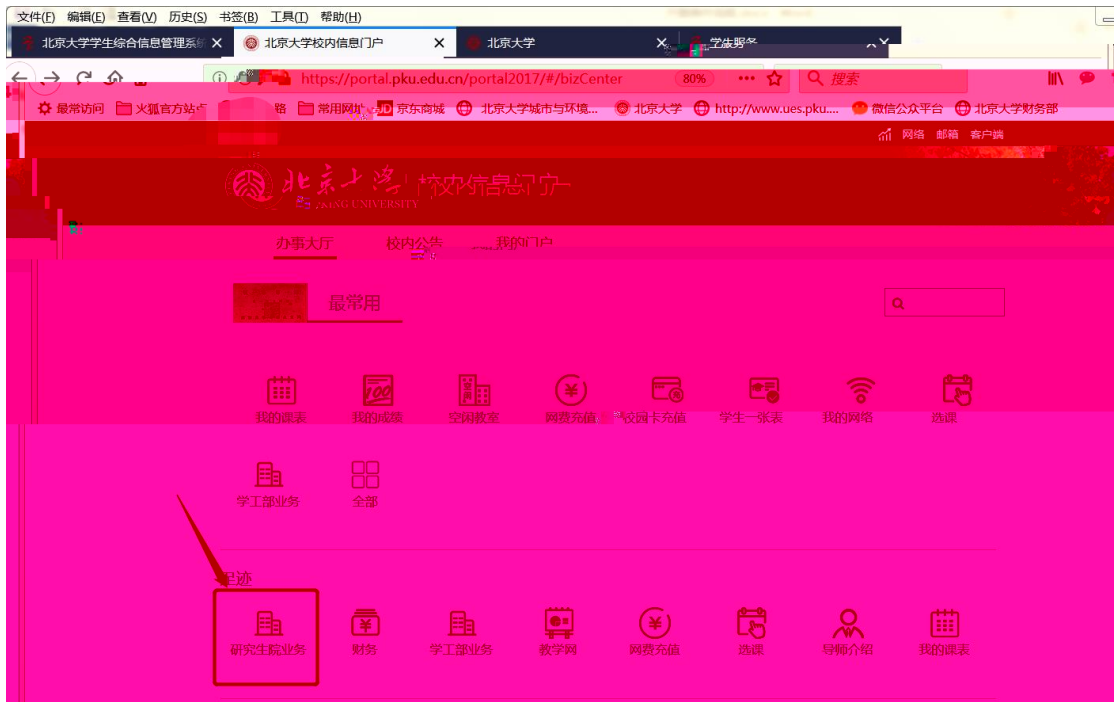 文件(F) 编辑(E) 查看(V) 历史(S) 书签(B) 工具(T) 帮助(H)
北京大学学生综合信息管理系统 北京大学校内信息门户 北京大学
https://portal.pku.edu.cn/portal2017/#/bizCenter 80% 搜索
最常访问 火狐官方站点 常用网址 JD 京东商城 北京大学城市与环境... 北京大学 http://www.ues.pku.... 微信公众平台 北京大学财务部
网络 邮箱 客户端
北京大学 校内信息门户
办事大厅 校内公告 我的门户
最常用
我的课表 我的成绩 空闲教室 网费充值 校园卡充值 学生一张表 我的网络 选课
学工部业务 全部
足迹
研究生院业务 财务 学工部业务 教学网 网费充值 选课 导师介绍 我的课表